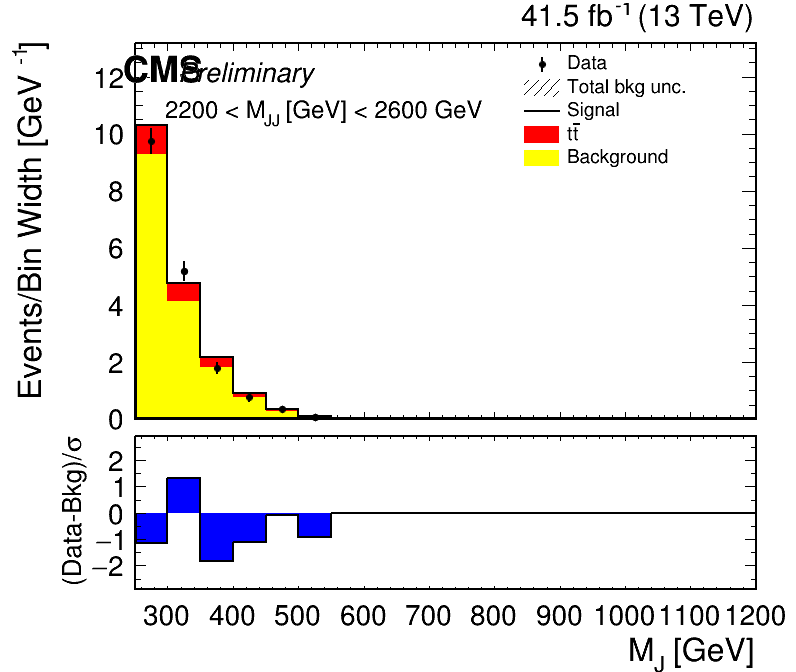 41.5 fb⁻¹ (13 TeV)
CMS Preliminary
2200 < M_JJ [GeV] < 2600 GeV
Data
Total bkg unc.
Signal
tt̄
Background
Events/Bin Width [GeV⁻¹]
12
10
8
6
4
2
0
(Data-Bkg)/σ
2
1
0
−1
−2
300 400 500 600 700 800 900 1000 1100 1200
M_J [GeV]